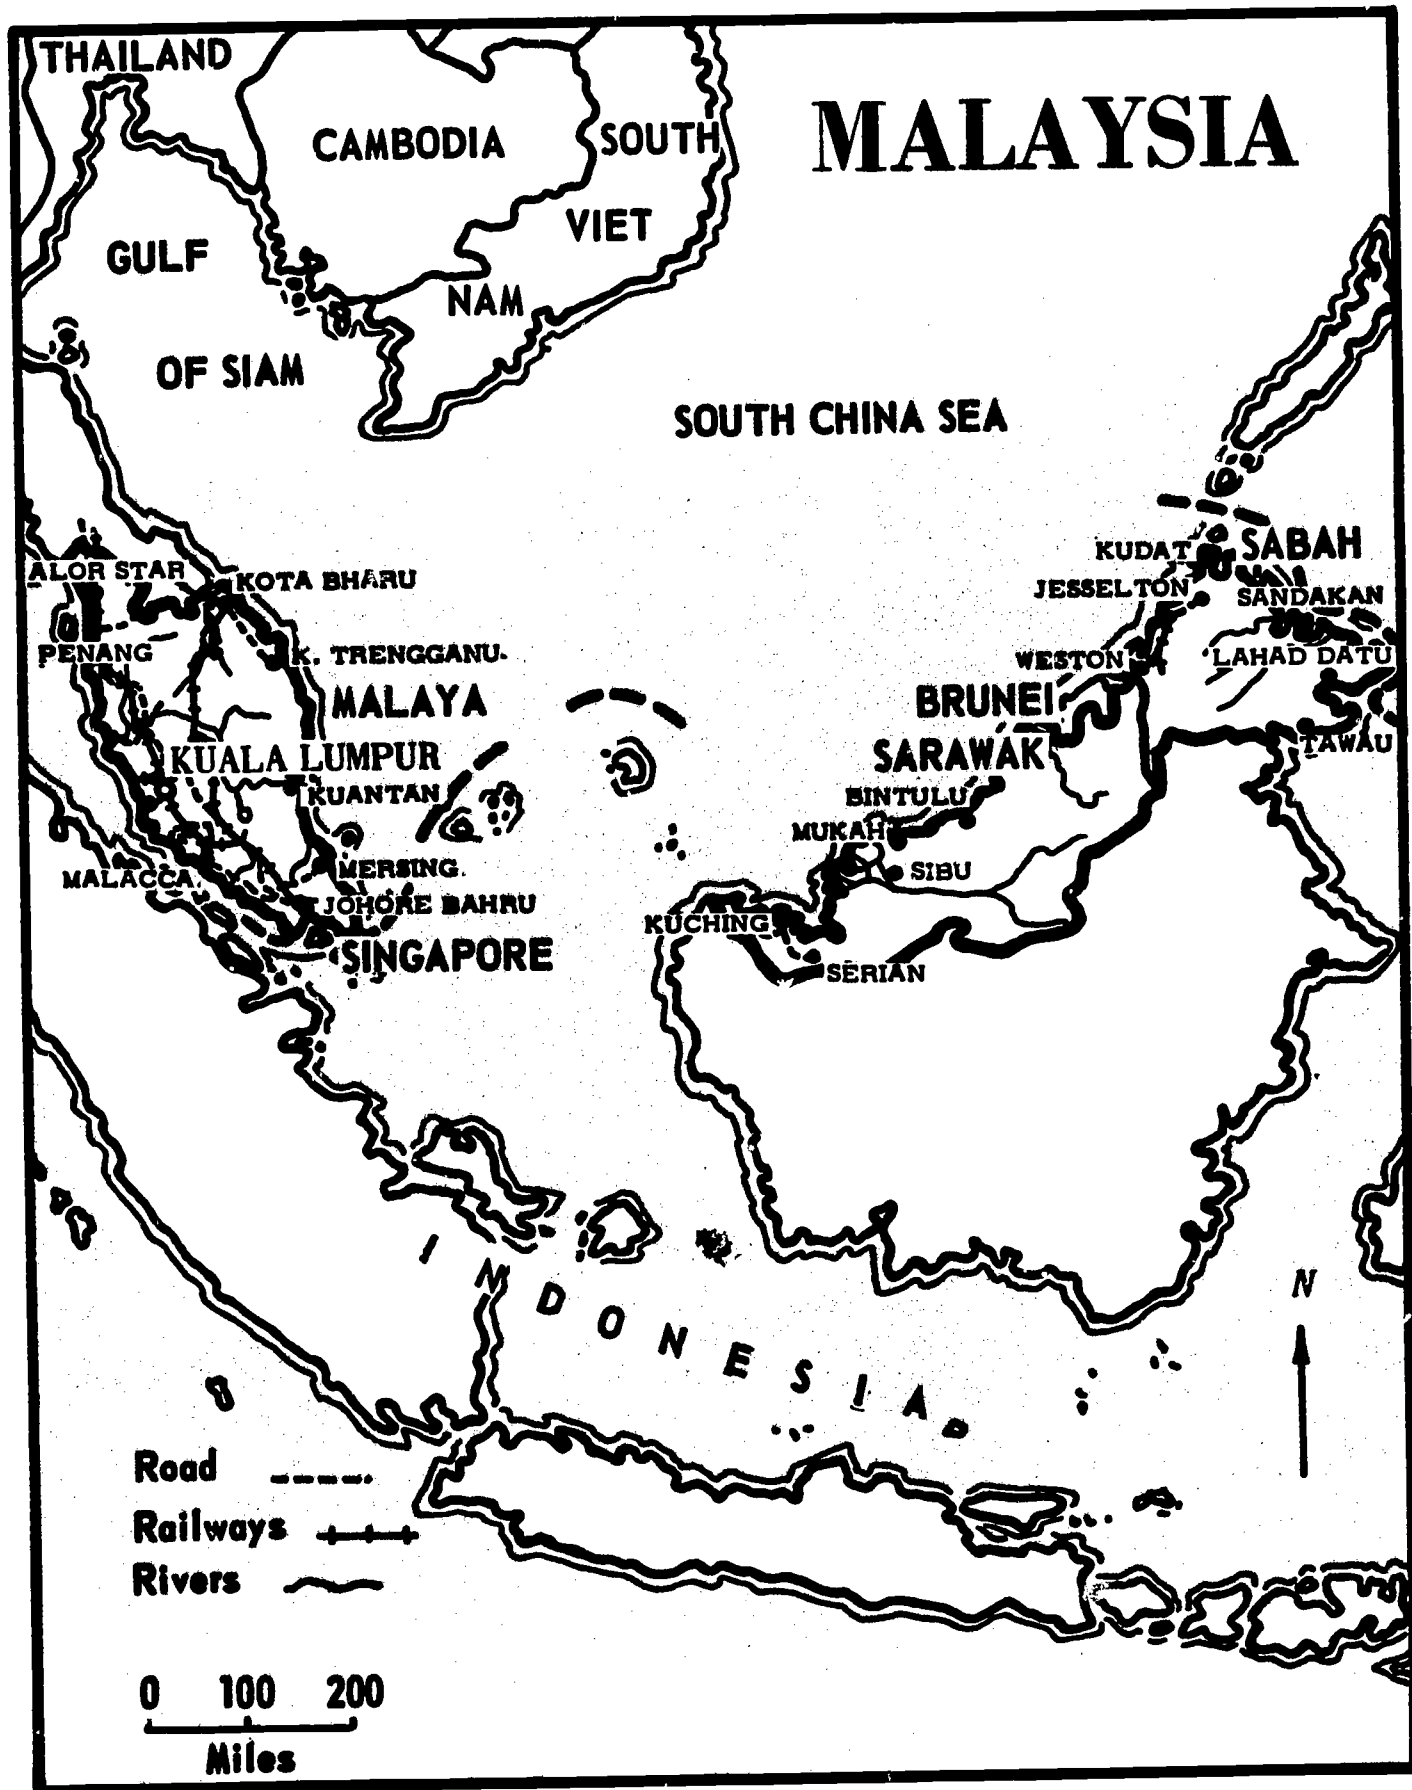 MALAYSIA
THAILAND
CAMBODIA
SOUTH
VIET
NAM
GULF
OF SIAM
SOUTH CHINA SEA
ALOR STAR
KOTA BHARU
PENANG
K. TRENGGANU.
MALAYA
KUALA LUMPUR
KUANTAN
MERSING.
MALACCA.
JOHORE BAHRU
SINGAPORE
KUDAT
SABAH
JESSELTON
SANDAKAN
WESTON
LAHAD DATU
BRUNEI
SARAWAK
TAWAU
BINTULU
MUKAH
SIBU
KUCHING
SERIAN
INDONESIA
N
Road
Railways
Rivers
0 100 200
Miles